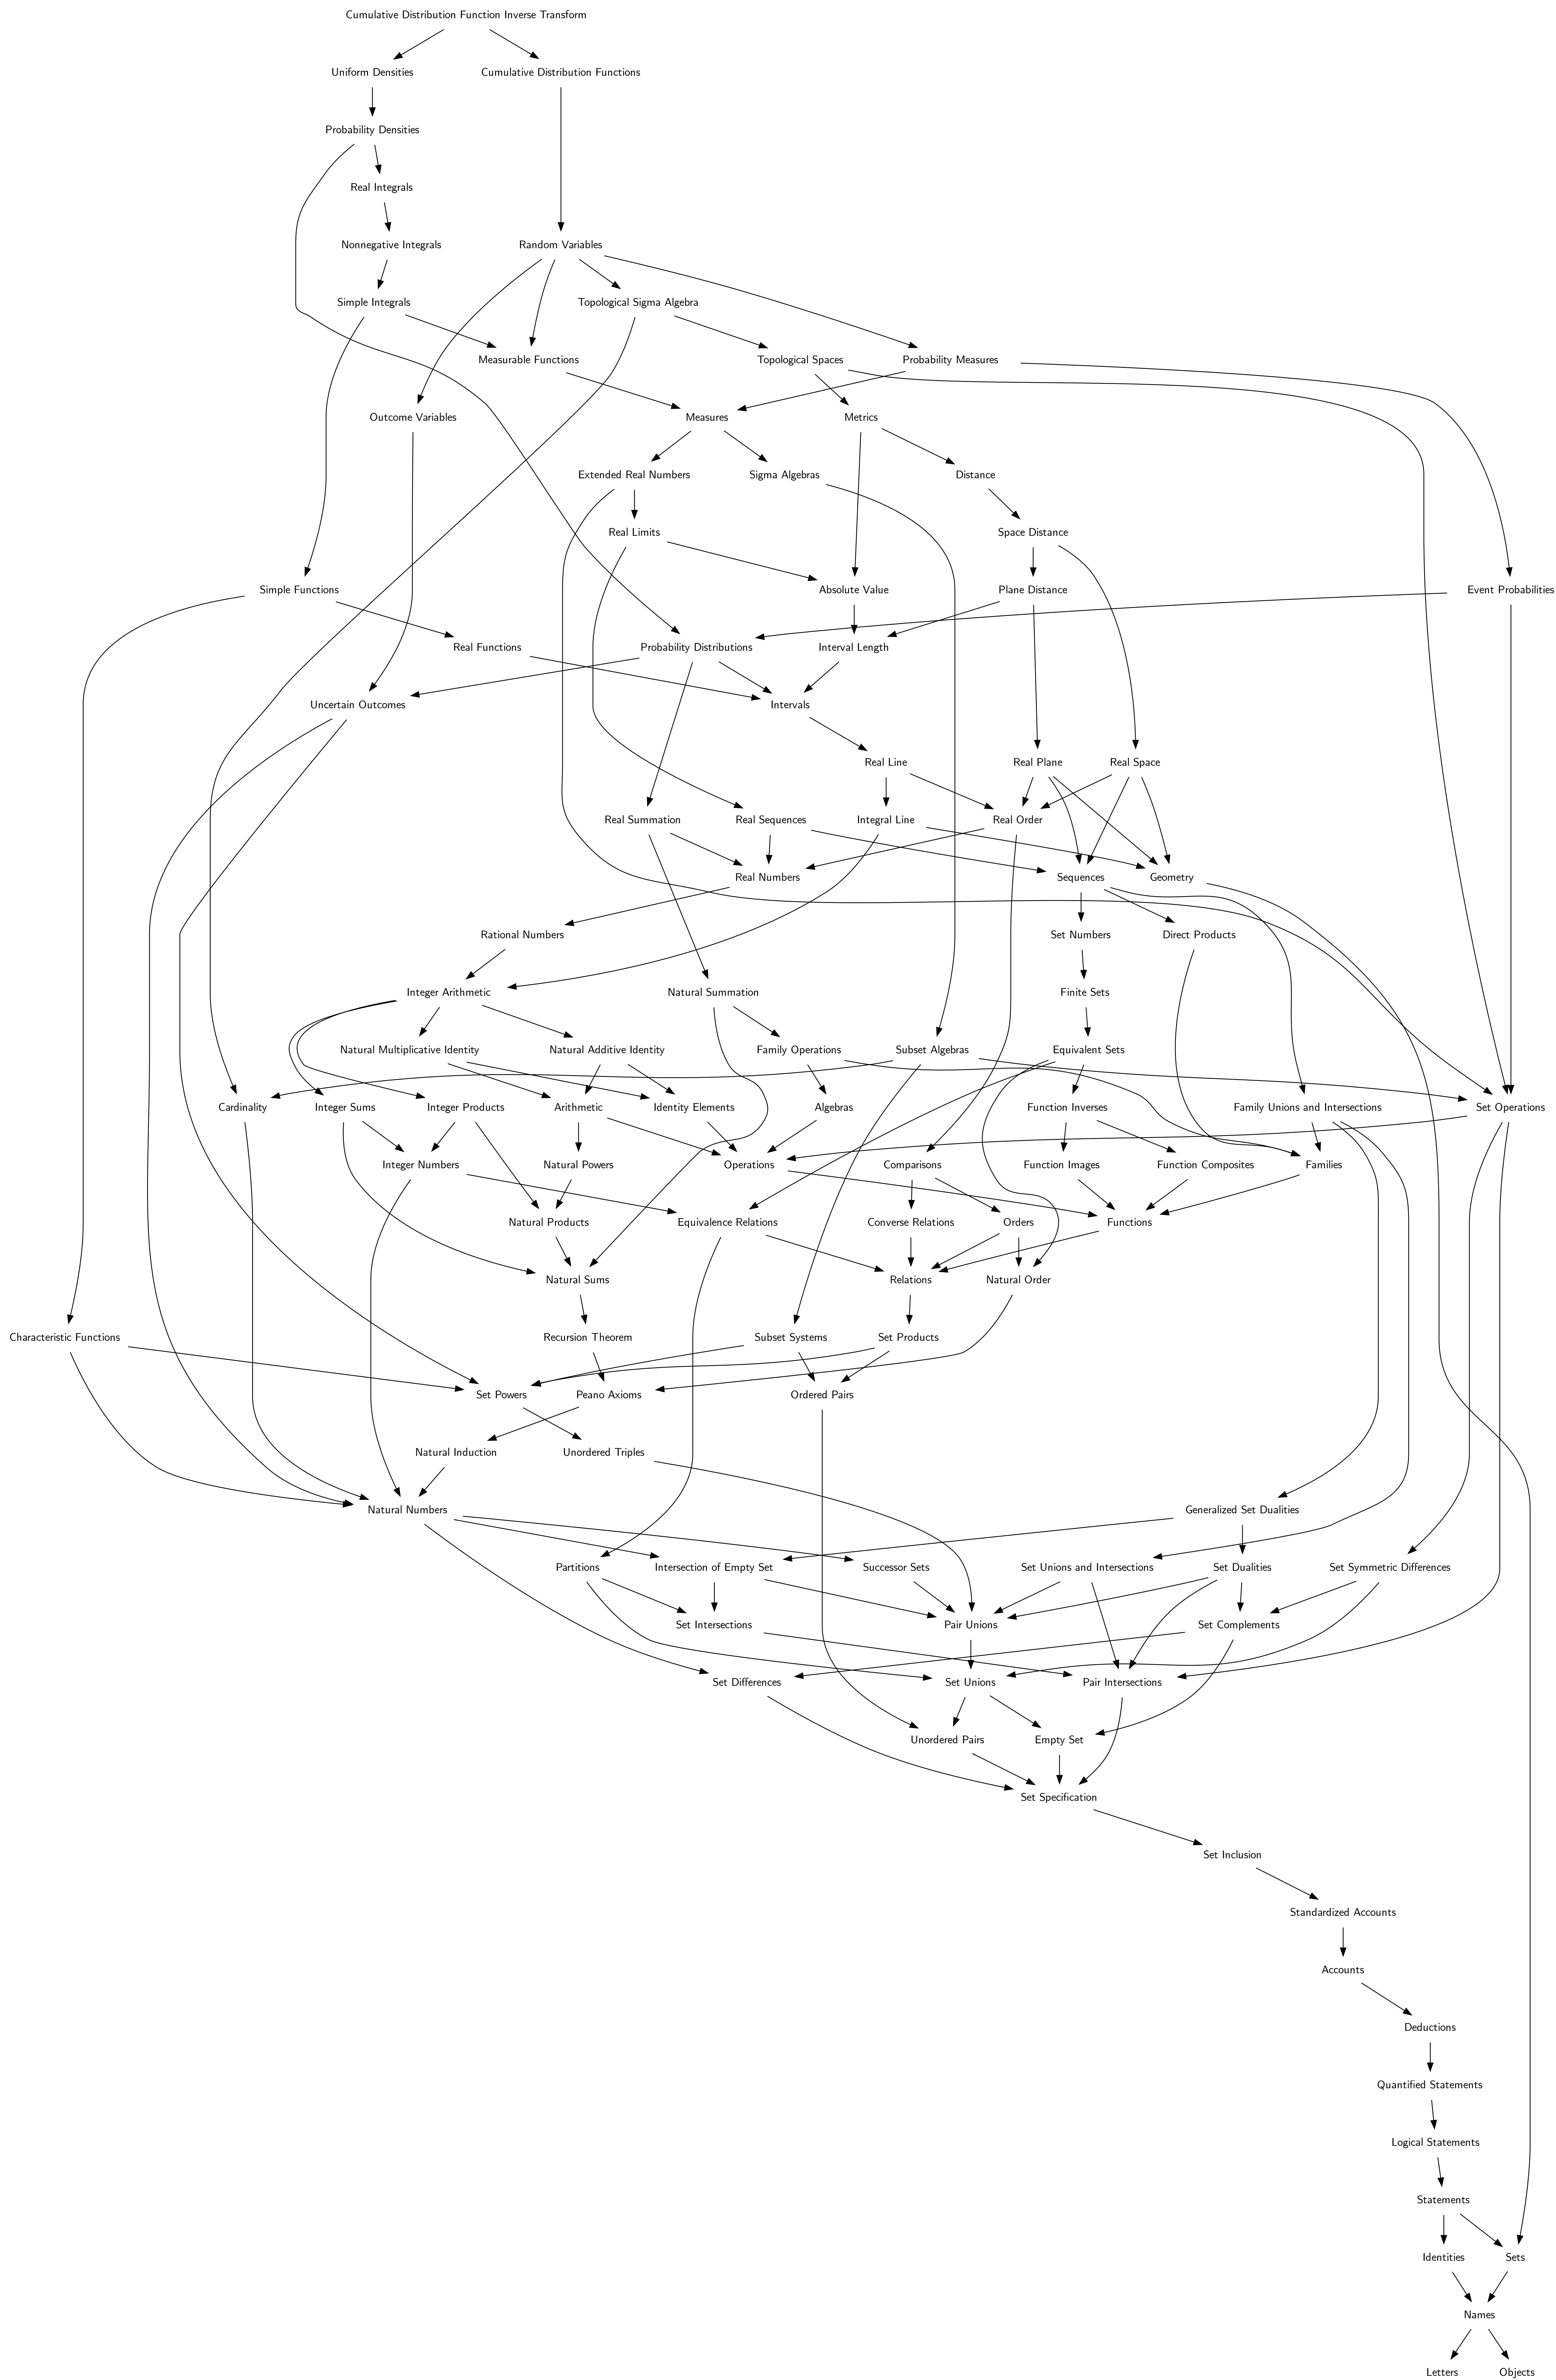 Cumulative Distribution Function Inverse Transform
Uniform Densities
Cumulative Distribution Functions
Probability Densities
Real Integrals
Nonnegative Integrals
Random Variables
Simple Integrals
Topological Sigma Algebra
Measurable Functions
Topological Spaces
Probability Measures
Outcome Variables
Measures
Metrics
Extended Real Numbers
Sigma Algebras
Distance
Real Limits
Space Distance
Simple Functions
Absolute Value
Plane Distance
Event Probabilities
Real Functions
Probability Distributions
Interval Length
Uncertain Outcomes
Intervals
Real Line
Real Plane
Real Space
Real Summation
Real Sequences
Integral Line
Real Order
Real Numbers
Sequences
Geometry
Rational Numbers
Set Numbers
Direct Products
Integer Arithmetic
Natural Summation
Finite Sets
Natural Multiplicative Identity
Natural Additive Identity
Family Operations
Subset Algebras
Equivalent Sets
Cardinality
Integer Sums
Integer Products
Arithmetic
Identity Elements
Algebras
Function Inverses
Family Unions and Intersections
Set Operations
Integer Numbers
Natural Powers
Operations
Comparisons
Function Images
Function Composites
Families
Natural Products
Equivalence Relations
Converse Relations
Orders
Functions
Natural Sums
Relations
Natural Order
Characteristic Functions
Recursion Theorem
Subset Systems
Set Products
Set Powers
Peano Axioms
Ordered Pairs
Natural Induction
Unordered Triples
Natural Numbers
Generalized Set Dualities
Partitions
Intersection of Empty Set
Successor Sets
Set Unions and Intersections
Set Dualities
Set Symmetric Differences
Set Intersections
Pair Unions
Set Complements
Set Differences
Set Unions
Pair Intersections
Unordered Pairs
Empty Set
Set Specification
Set Inclusion
Standardized Accounts
Accounts
Deductions
Quantified Statements
Logical Statements
Statements
Identities
Sets
Names
Letters
Objects